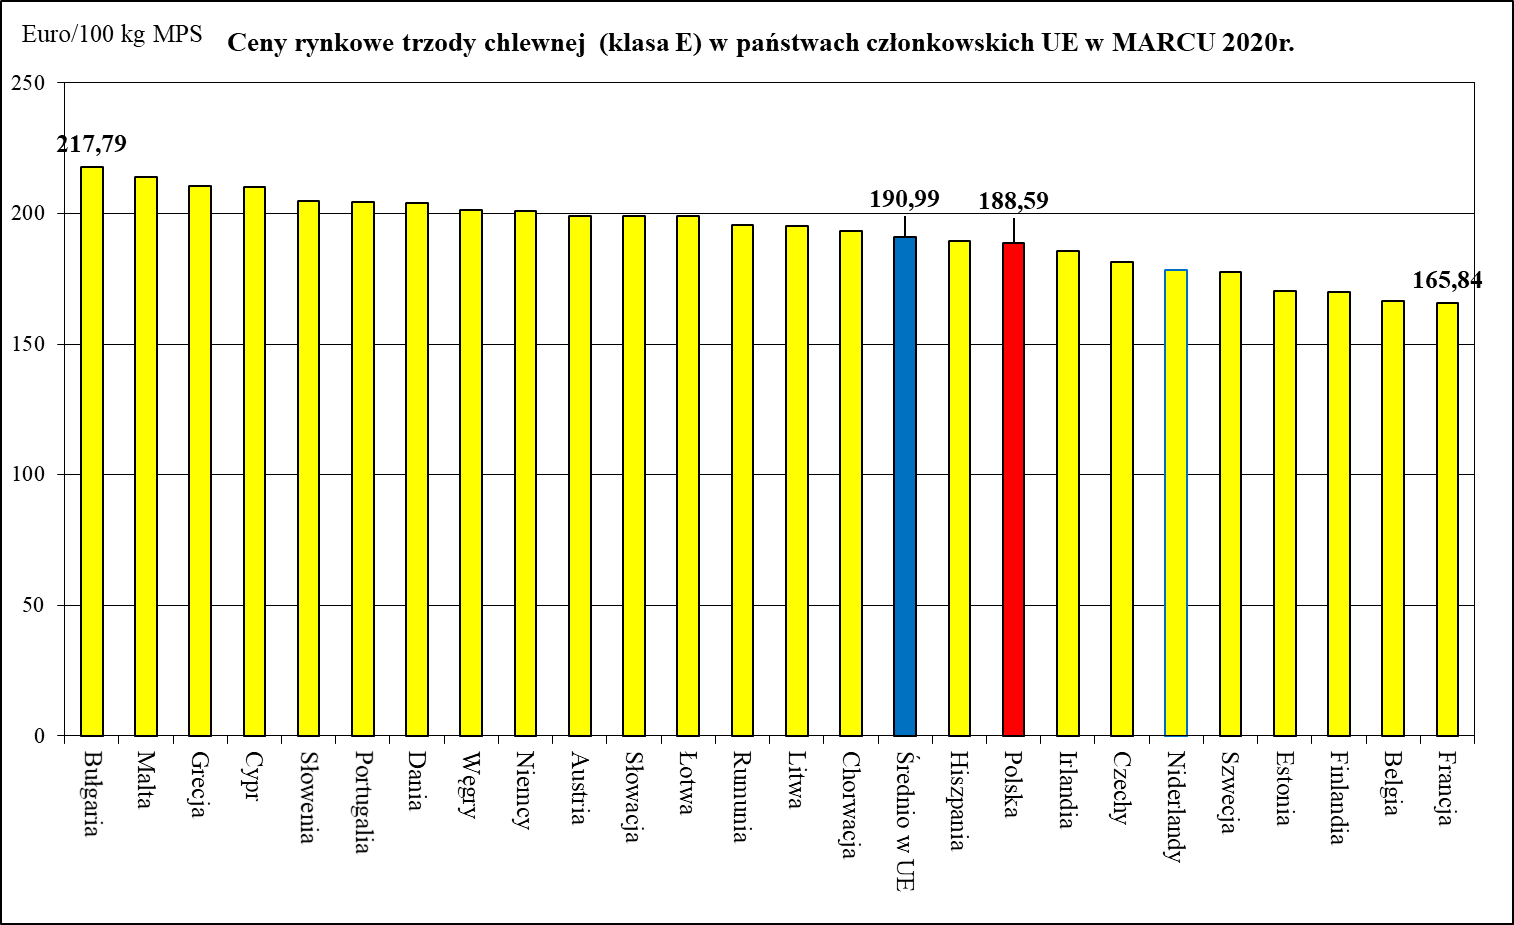 Euro/100 kg MPS
Ceny rynkowe trzody chlewnej  (klasa E) w państwach członkowskich UE w MARCU 2020r.
250
200
150
100
50
0
217,79
190,99
188,59
165,84
Bułgaria
Malta
Grecja
Cypr
Słowenia
Portugalia
Dania
Węgry
Niemcy
Austria
Słowacja
Łotwa
Rumunia
Litwa
Chorwacja
Średnio w UE
Hiszpania
Polska
Irlandia
Czechy
Niderlandy
Szwecja
Estonia
Finlandia
Belgia
Francja